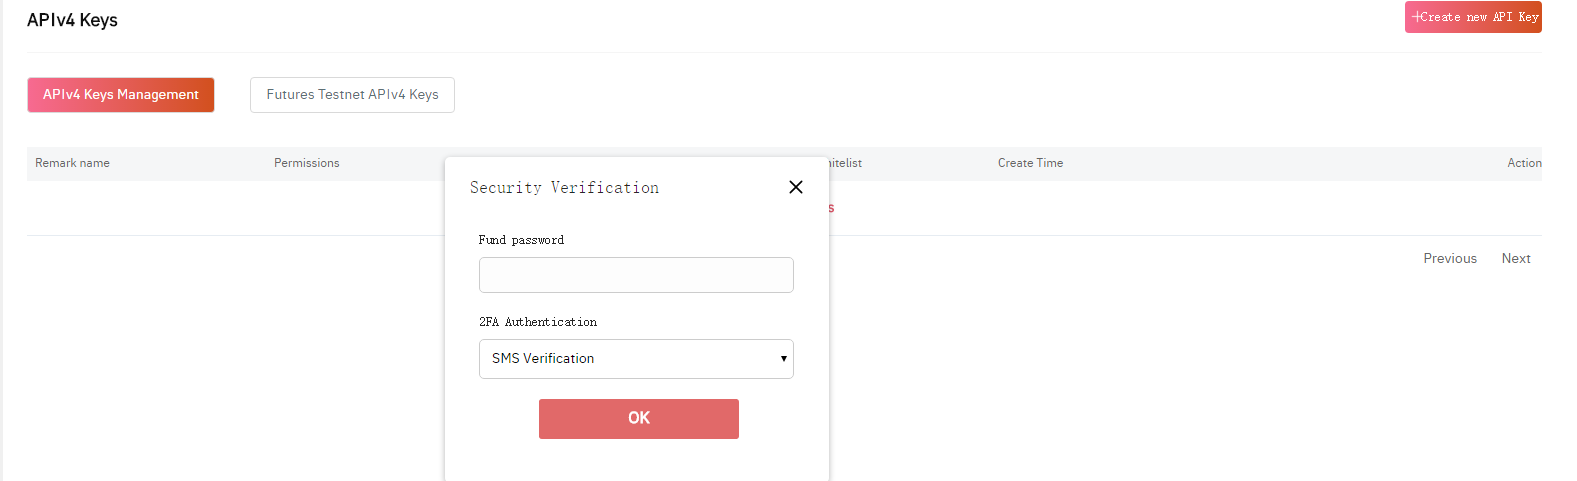 APIv4 Keys
+Create new API Key
APIv4 Keys Management
Futures Testnet APIv4 Keys
Remark name Permissions Create Time Action
Security Verification
Fund password
2FA Authentication
SMS Verification
OK
Previous Next